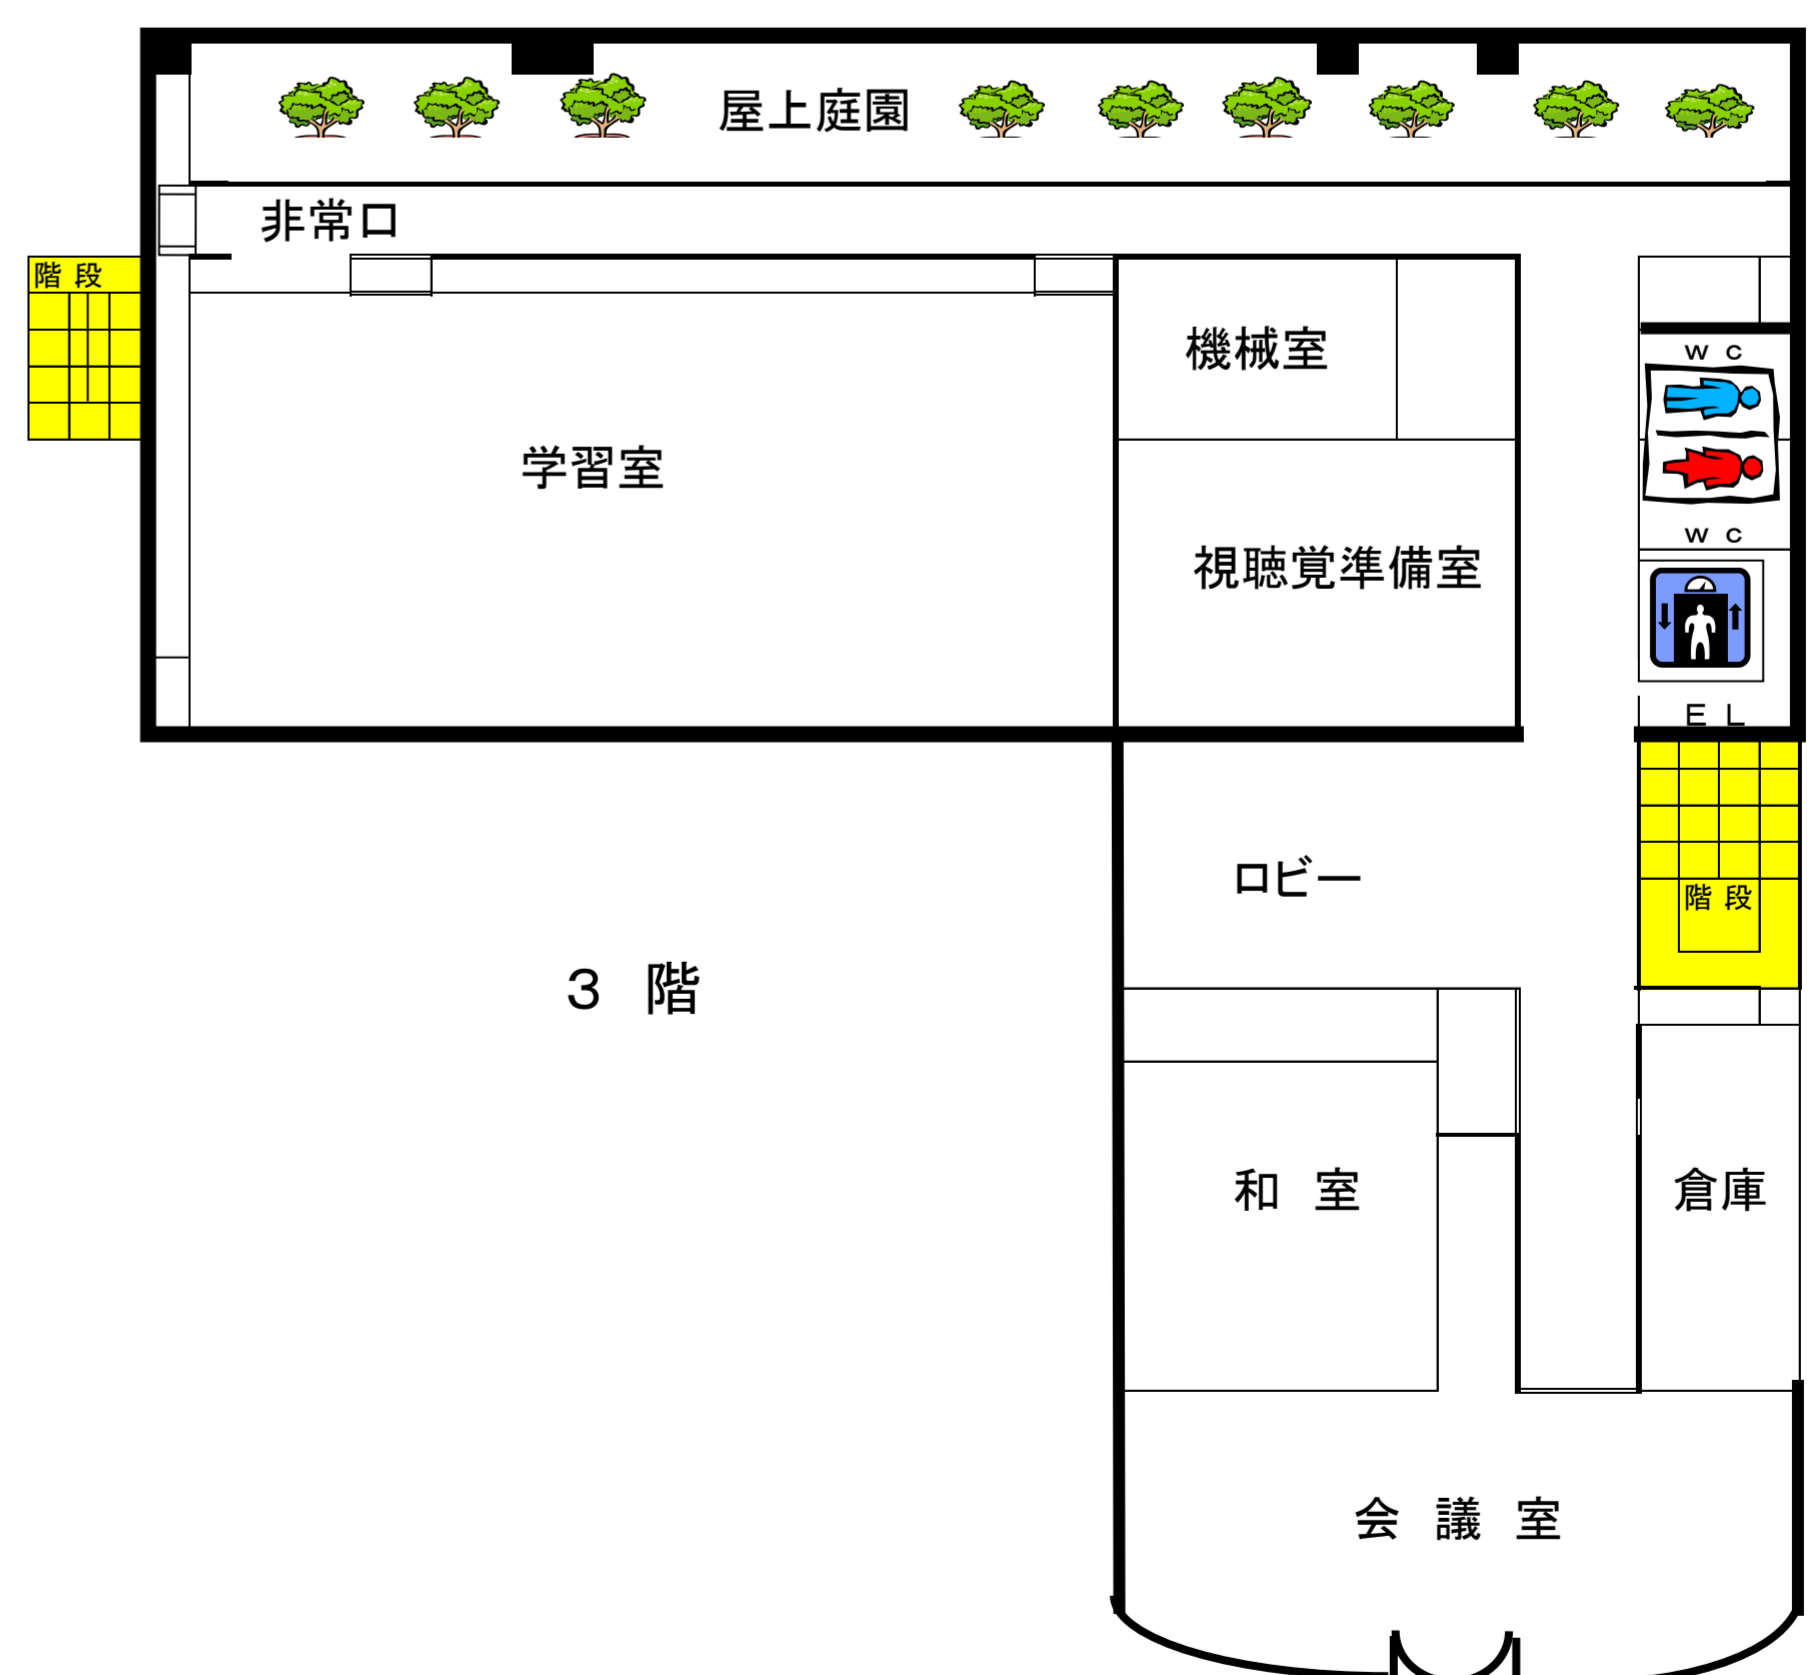 屋上庭園
非常口
階 段
機械室
W C
学習室
W C
視聴覚準備室
E L
ロビー
階 段
3 階
和 室
倉庫
会 議 室